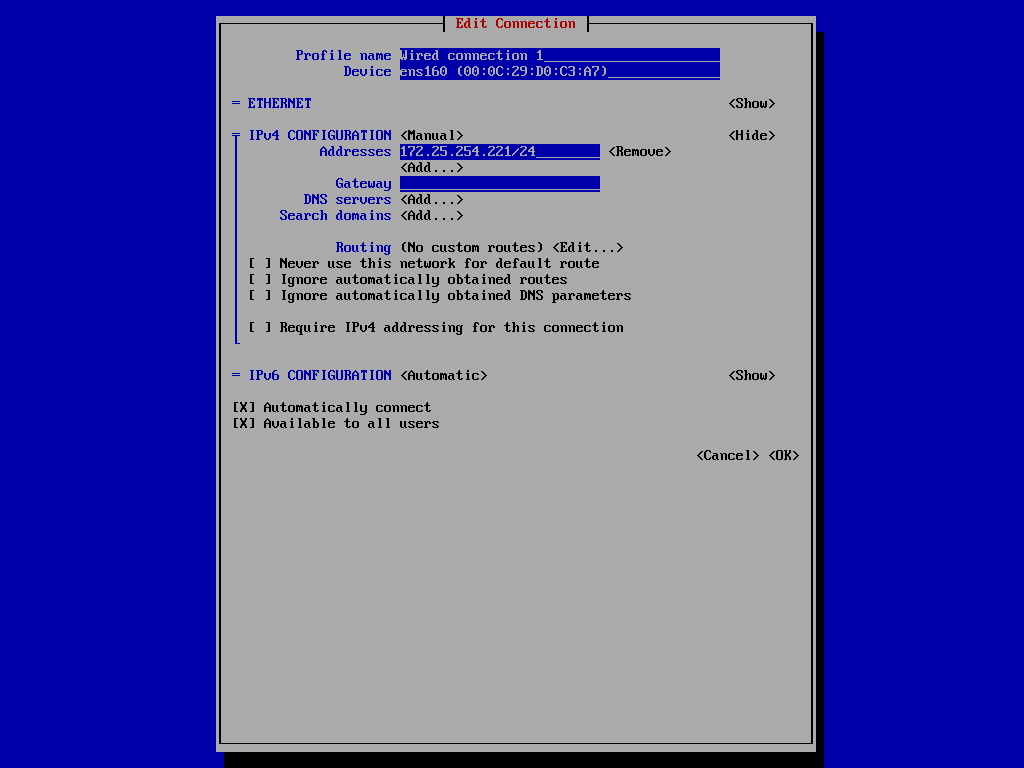 Edit Connection
Profile name Wired connection 1
Device ens160 (00:0C:29:D0:C3:A7)
= ETHERNET <Show>
= IPv4 CONFIGURATION <Manual> <Hide>
Addresses 172.25.254.221/24 <Remove>
<Add...>
Gateway
DNS servers <Add...>
Search domains <Add...>
Routing (No custom routes) <Edit...>
[ ] Never use this network for default route
[ ] Ignore automatically obtained routes
[ ] Ignore automatically obtained DNS parameters
[ ] Require IPv4 addressing for this connection
= IPv6 CONFIGURATION <Automatic> <Show>
[X] Automatically connect
[X] Available to all users
<Cancel> <OK>